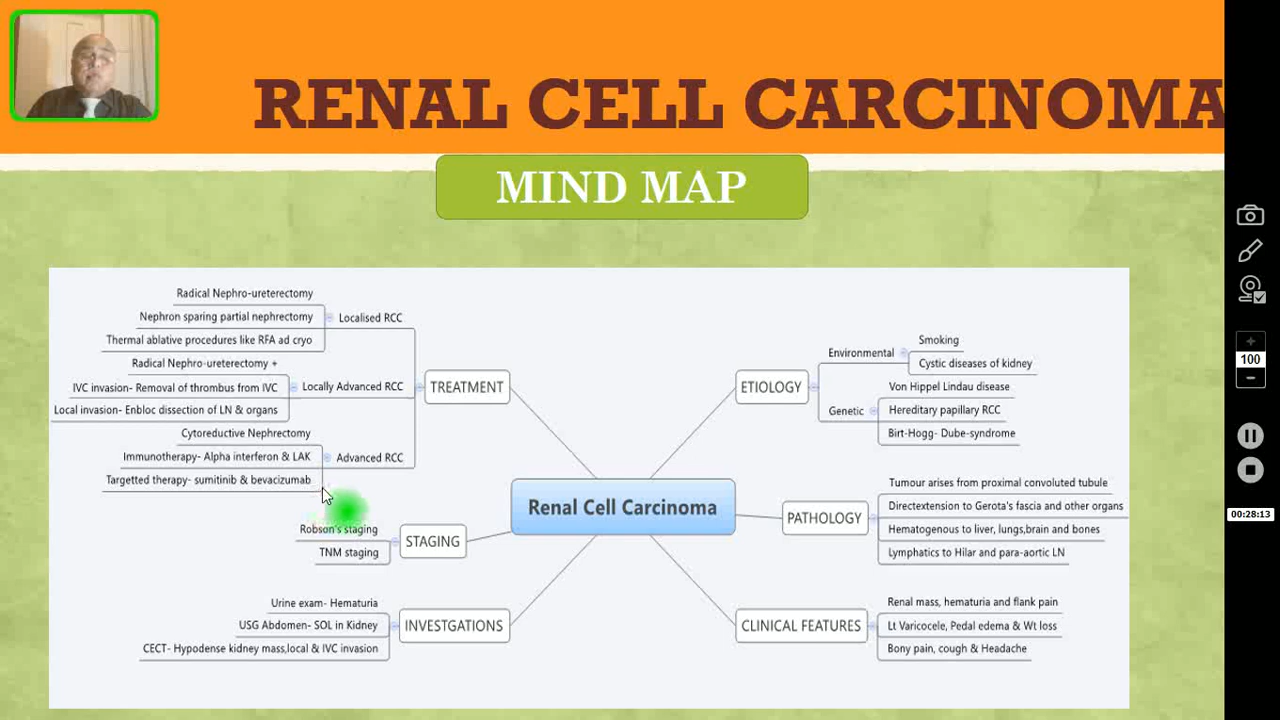 RENAL CELL CARCINOMA
MIND MAP
Radical Nephro-ureterectomy
Nephron sparing partial nephrectomy
Thermal ablative procedures like RFA ad cryo
Localised RCC
Radical Nephro-ureterectomy +
IVC invasion- Removal of thrombus from IVC
Local invasion- Enbloc dissection of LN & organs
Locally Advanced RCC
Cytoreductive Nephrectomy
Immunotherapy- Alpha interferon & LAK
Targetted therapy- sumitinib & bevacizumab
Advanced RCC
TREATMENT
Robson's staging
TNM staging
STAGING
Urine exam- Hematuria
USG Abdomen- SOL in Kidney
CECT- Hypodense kidney mass,local & IVC invasion
INVESTGATIONS
Renal Cell Carcinoma
ETIOLOGY
Environmental
Smoking
Cystic diseases of kidney
Genetic
Von Hippel Lindau disease
Hereditary papillary RCC
Birt-Hogg- Dube-syndrome
PATHOLOGY
Tumour arises from proximal convoluted tubule
Directextension to Gerota's fascia and other organs
Hematogenous to liver, lungs,brain and bones
Lymphatics to Hilar and para-aortic LN
CLINICAL FEATURES
Renal mass, hematuria and flank pain
Lt Varicocele, Pedal edema & Wt loss
Bony pain, cough & Headache
100
00:28:13